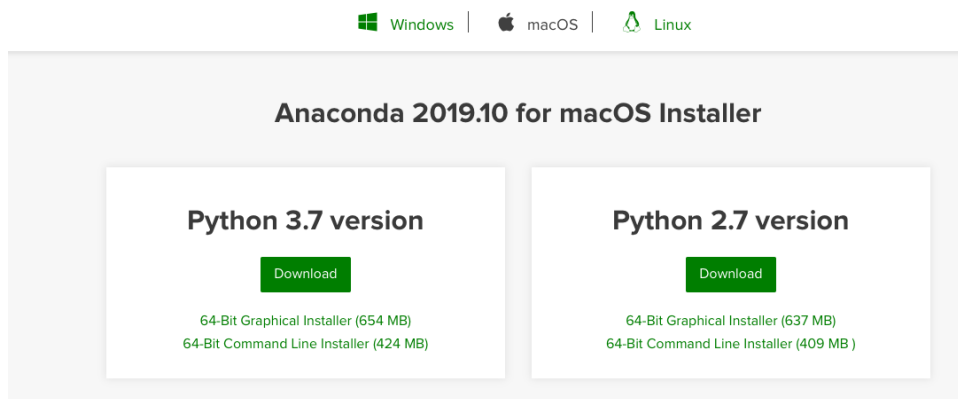 Windows | macOS | Linux
Anaconda 2019.10 for macOS Installer
Python 3.7 version
Download
64-Bit Graphical Installer (654 MB)
64-Bit Command Line Installer (424 MB)
Python 2.7 version
Download
64-Bit Graphical Installer (637 MB)
64-Bit Command Line Installer (409 MB )